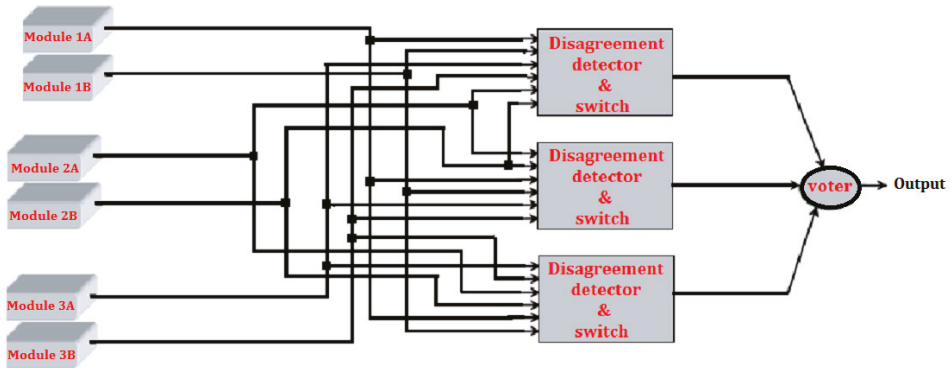 Module 1A
Module 1B
Module 2A
Module 2B
Module 3A
Module 3B
Disagreement
detector
&
switch
Disagreement
detector
&
switch
Disagreement
detector
&
switch
voter
Output